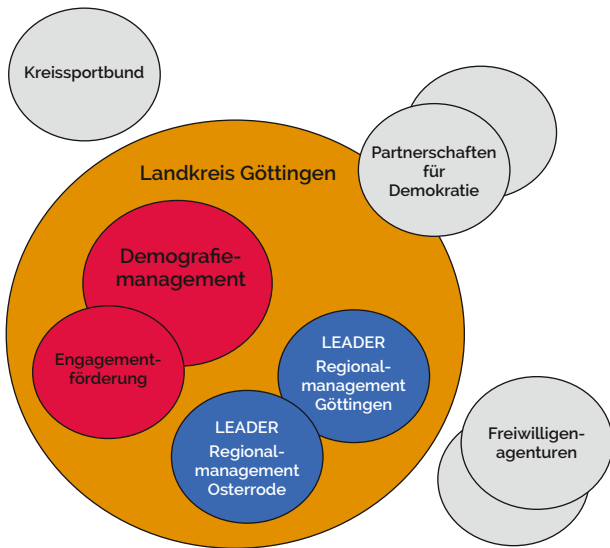 Kreissportbund
Partnerschaften
für
Demokratie
Landkreis Göttingen
Demografie-
management
Engagement-
förderung
LEADER
Regional-
management
Göttingen
LEADER
Regional-
management
Osterrode
Freiwilligen-
agenturen